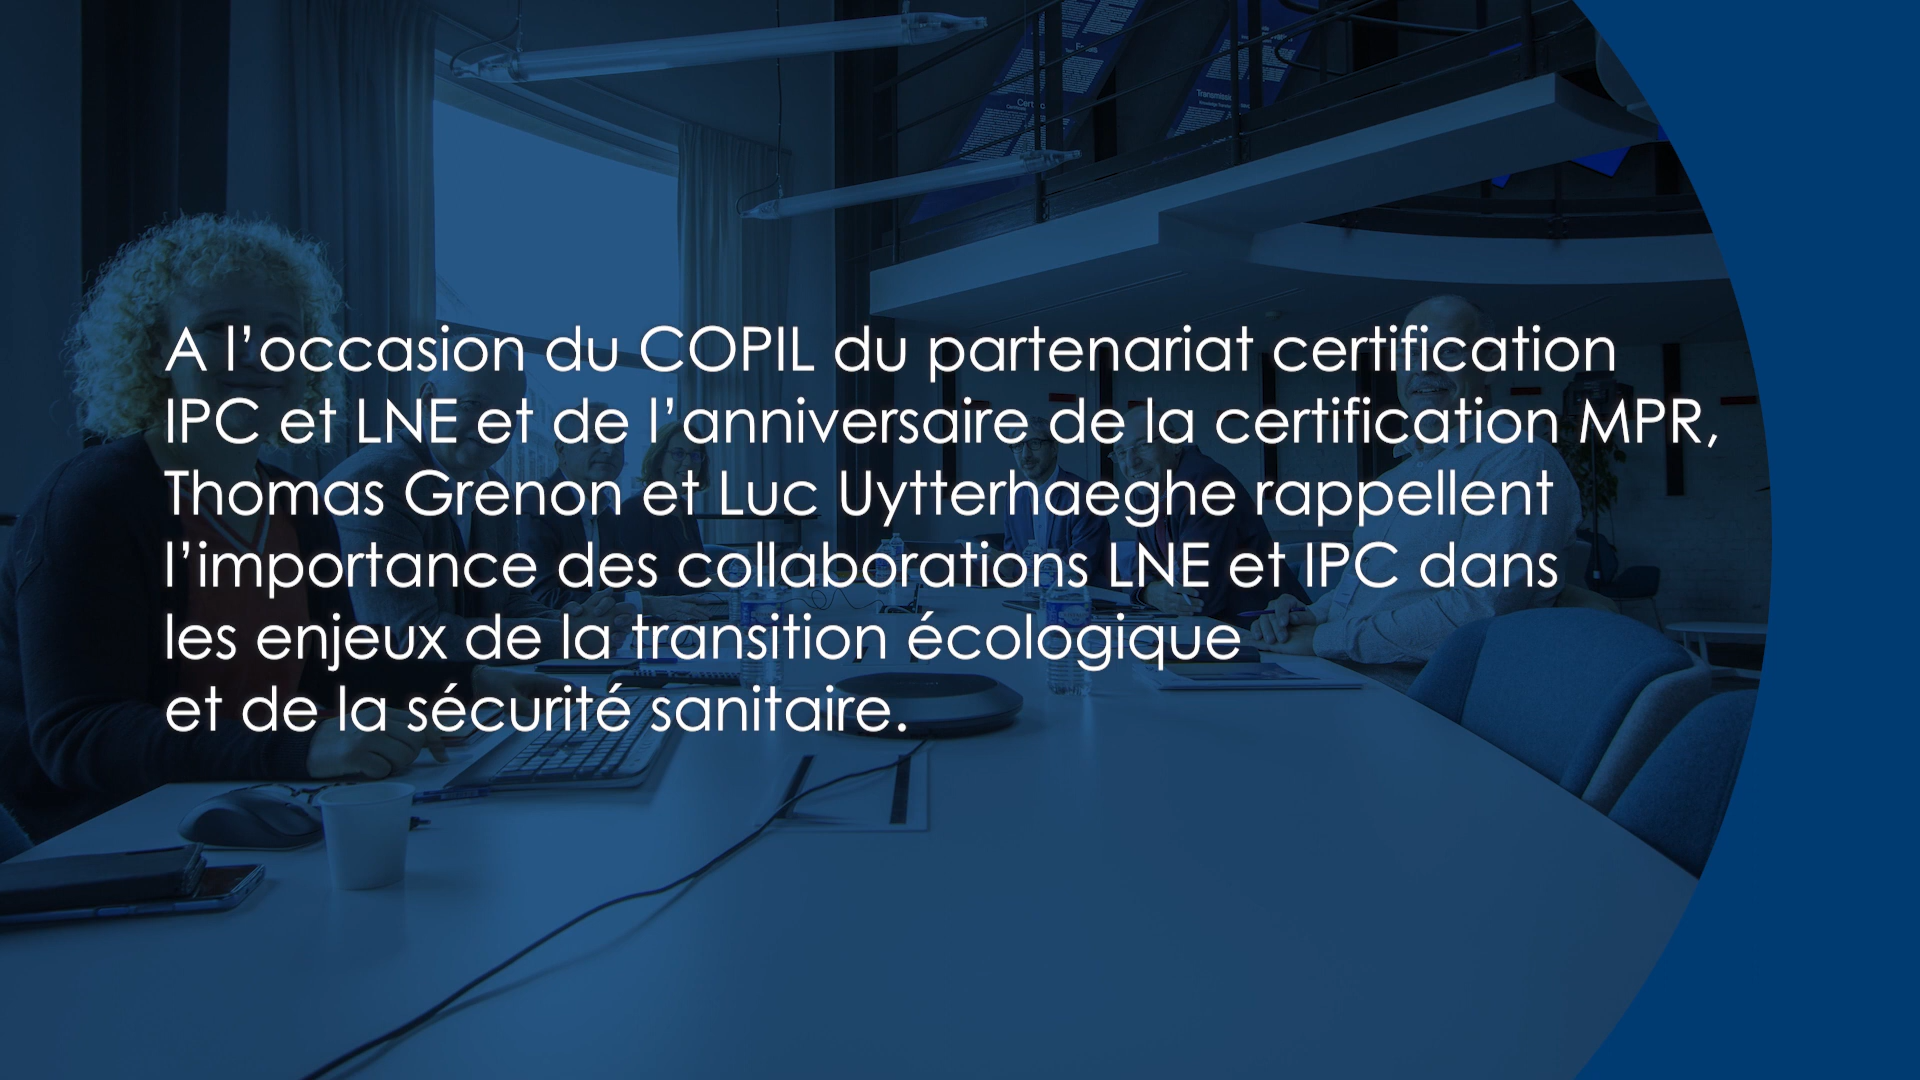 A l’occasion du COPIL du partenariat certification
IPC et LNE et de l’anniversaire de la certification MPR,
Thomas Grenon et Luc Uytterhaeghe rappellent
l’importance des collaborations LNE et IPC dans
les enjeux de la transition écologique
et de la sécurité sanitaire.